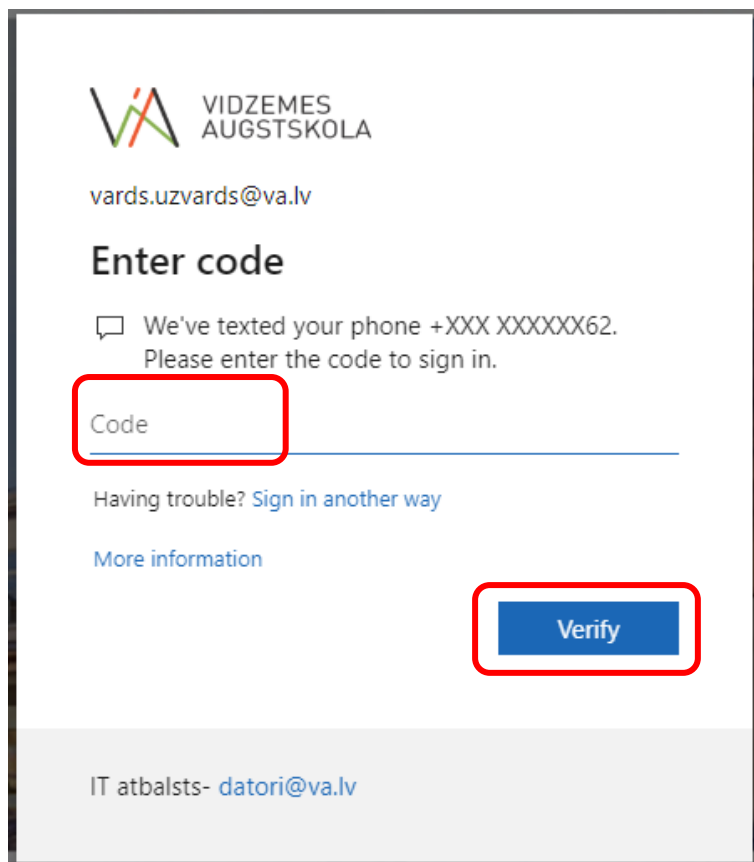 VIDZEMES
AUGSTSKOLA
vards.uzvards@va.lv
Enter code
We've texted your phone +XXX XXXXXX62.
Please enter the code to sign in.
Code
Having trouble? Sign in another way
More information
Verify
IT atbalsts- datori@va.lv